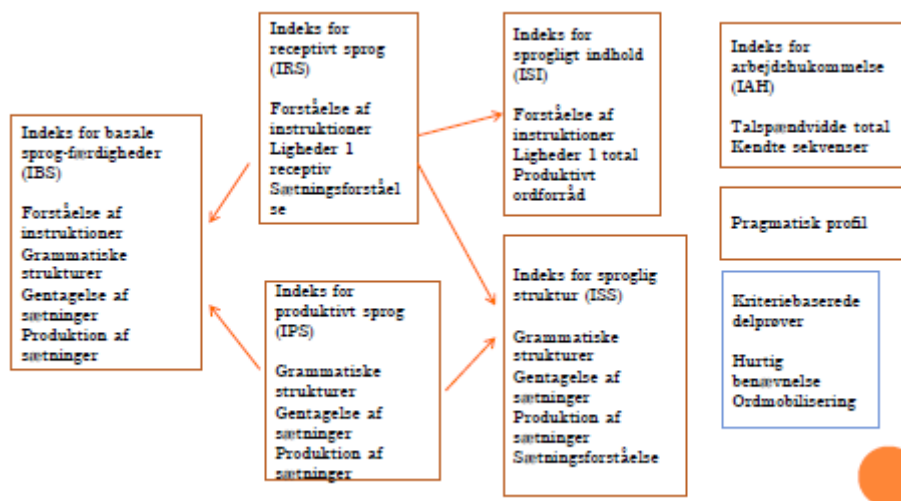 Indeks for basale
sprog-færdigheder
(IBS)
Forståelse af
instruktioner
Grammatiske
strukturer
Gentagelse af
sætninger
Produktion af
sætninger
Indeks for
receptivt sprog
(IRS)
Forståelse af
instruktioner
Ligheder 1
receptiv
Sætningsforståel
se
Indeks for
produktivt sprog
(IPS)
Grammatiske
strukturer
Gentagelse af
sætninger
Produktion af
sætninger
Indeks for
sprogligt indhold
(ISI)
Forståelse af
instruktioner
Ligheder 1 total
Produktivt
ordforråd
Indeks for sproglig
struktur (ISS)
Grammatiske
strukturer
Gentagelse af
sætninger
Produktion af
sætninger
Sætningsforståelse
Indeks for
arbejdshukommelse
(IAH)
Talspændvidde total
Kendte sekvenser
Pragmatisk profil
Kriteriebaserede
delprøver
Hurtig
benævnelse
Ordmobilisering